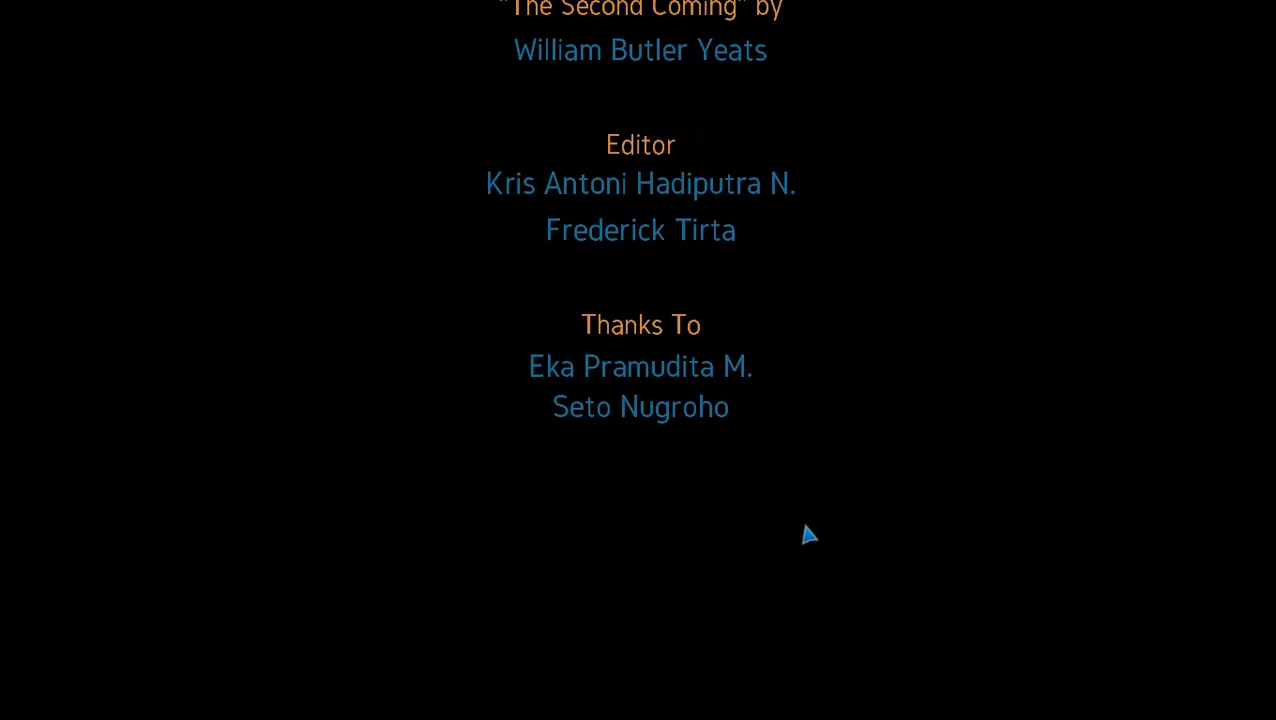 "The Second Coming" by
William Butler Yeats
Editor
Kris Antoni Hadiputra N.
Frederick Tirta
Thanks To
Eka Pramudita M.
Seto Nugroho